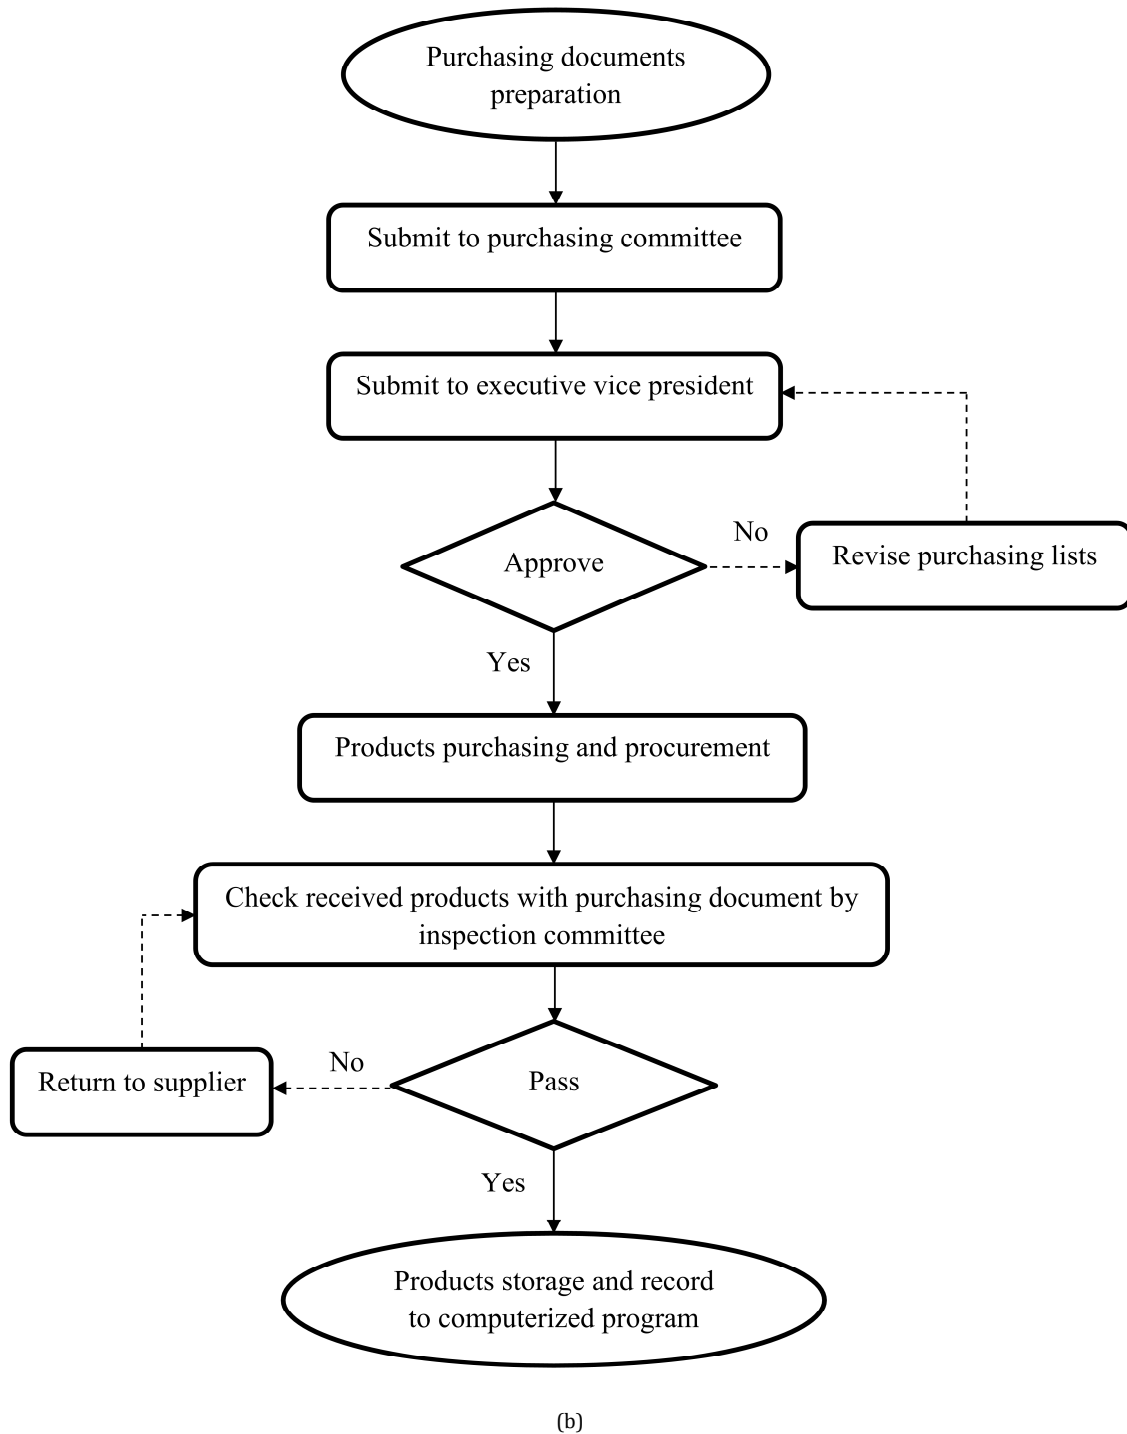 Purchasing documents
preparation
Submit to purchasing committee
Submit to executive vice president
Approve
No
Revise purchasing lists
Yes
Products purchasing and procurement
Check received products with purchasing document by
inspection committee
Pass
No
Return to supplier
Yes
Products storage and record
to computerized program
(b)